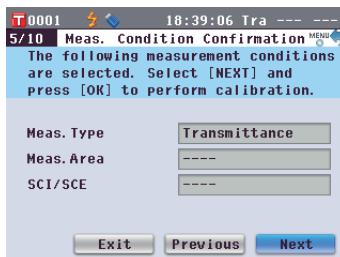 T0001 18:39:06 Tra --- ---
5/10 Meas. Condition Confirmation MENU
The following measurement conditions
are selected. Select [NEXT] and
press [OK] to perform calibration.
Meas. Type Transmittance
Meas. Area ----
SCI/SCE ----
Exit Previous Next